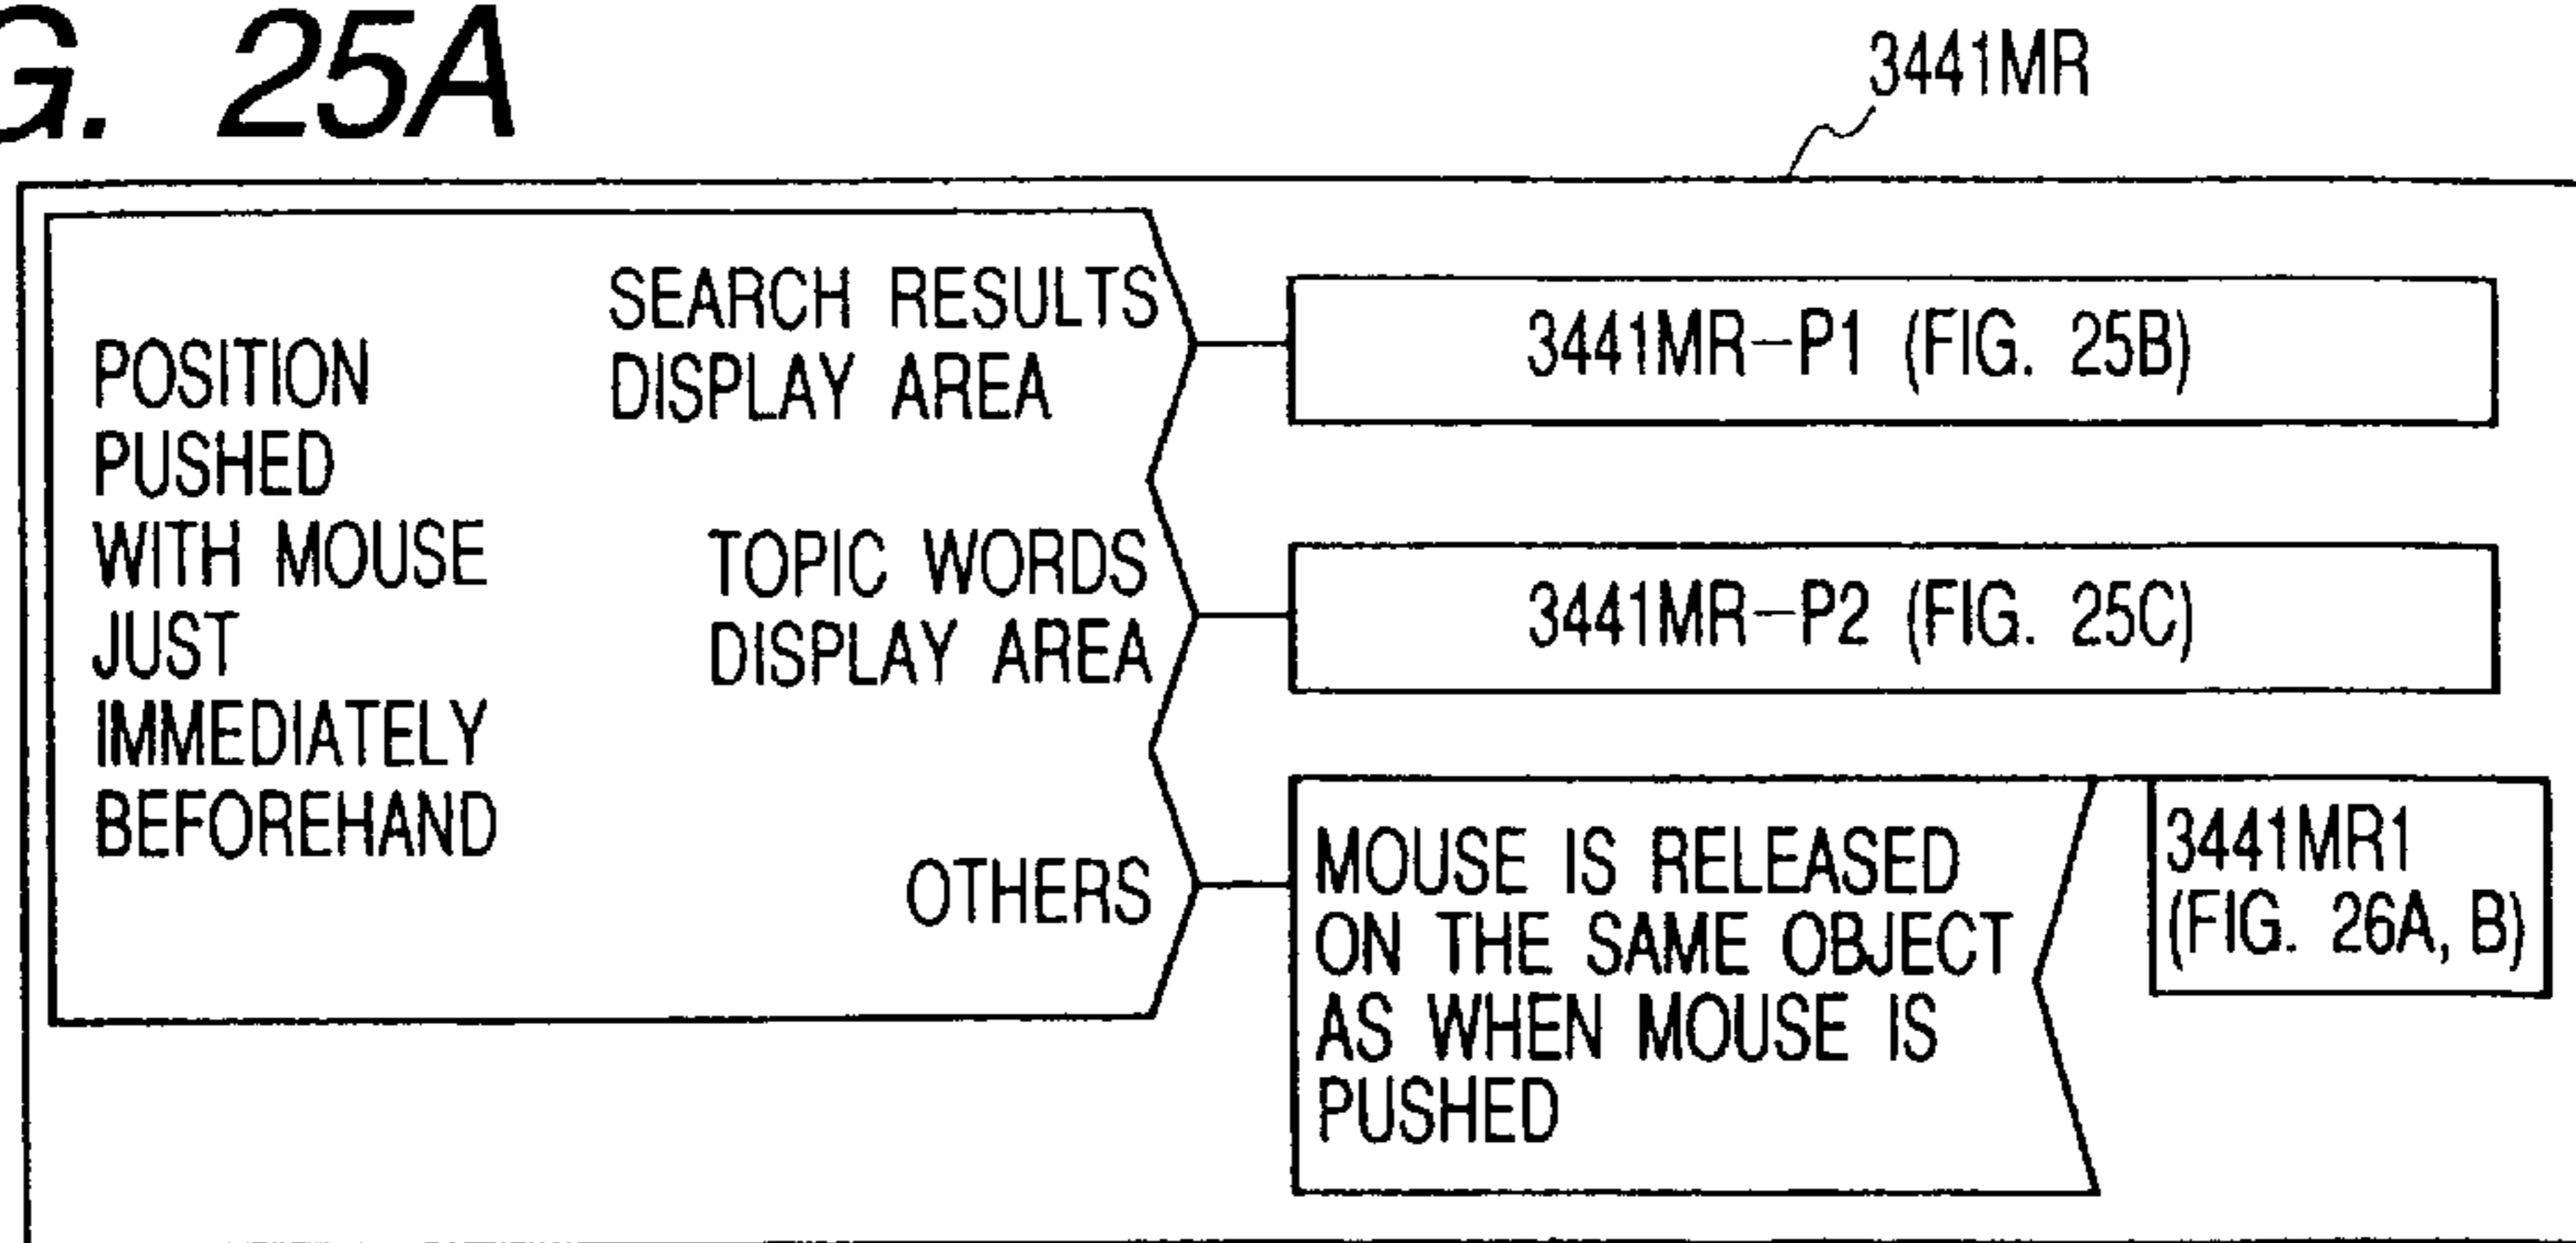 G. 25A
3441MR
POSITION
PUSHED
WITH MOUSE
JUST
IMMEDIATELY
BEFOREHAND
SEARCH RESULTS
DISPLAY AREA
3441MR-P1 (FIG. 25B)
TOPIC WORDS
DISPLAY AREA
3441MR-P2 (FIG. 25C)
OTHERS
MOUSE IS RELEASED
ON THE SAME OBJECT
AS WHEN MOUSE IS
PUSHED
3441MR1
(FIG. 26A, B)